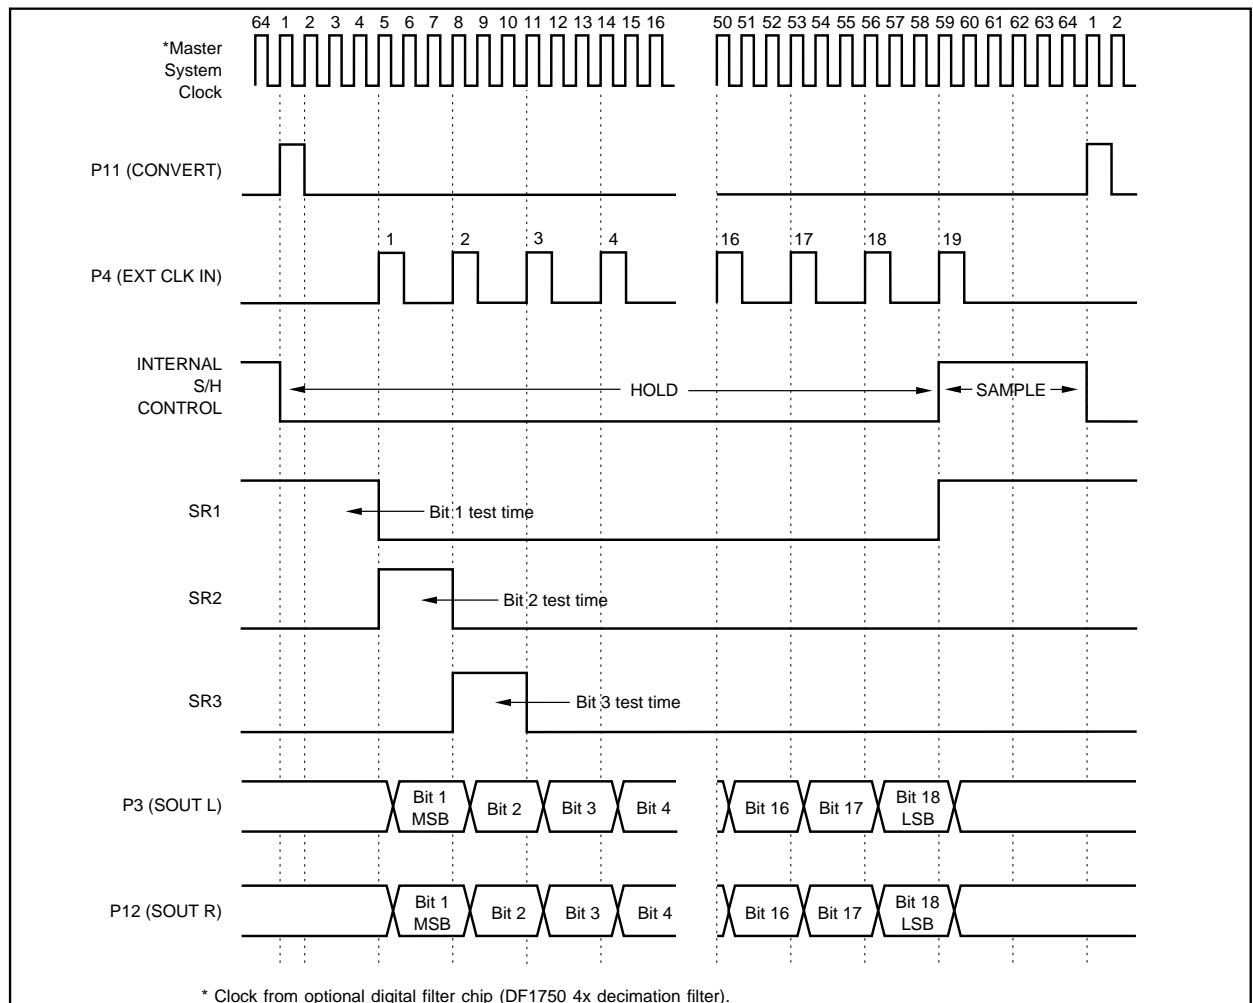 64 1 2 3 4 5 6 7 8 9 10 11 12 13 14 15 16 50 51 52 53 54 55 56 57 58 59 60 61 62 63 64 1 2
*Master
System
Clock
P11 (CONVERT)
1 2 3 4 16 17 18 19
P4 (EXT CLK IN)
INTERNAL
S/H
CONTROL
HOLD SAMPLE
SR1 Bit 1 test time
SR2 Bit 2 test time
SR3 Bit 3 test time
P3 (SOUT L) Bit 1 MSB Bit 2 Bit 3 Bit 4 Bit 16 Bit 17 Bit 18 LSB
P12 (SOUT R) Bit 1 MSB Bit 2 Bit 3 Bit 4 Bit 16 Bit 17 Bit 18 LSB
* Clock from optional digital filter chip (DF1750 4x decimation filter).